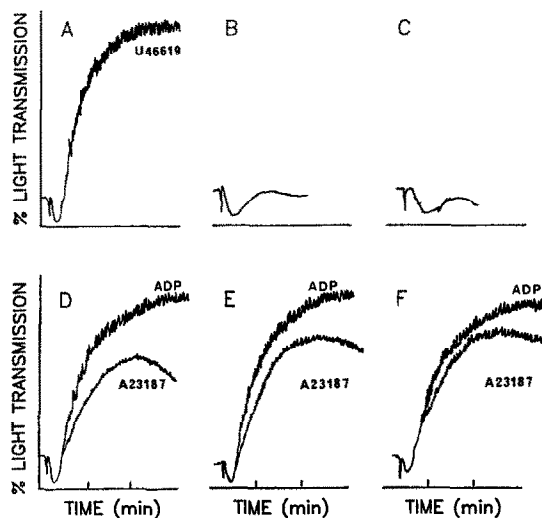 A
B
C
U46619
% LIGHT TRANSMISSION
D
E
F
ADP
ADP
ADP
A23187
A23187
A23187
% LIGHT TRANSMISSION
TIME (min)
TIME (min)
TIME (min)